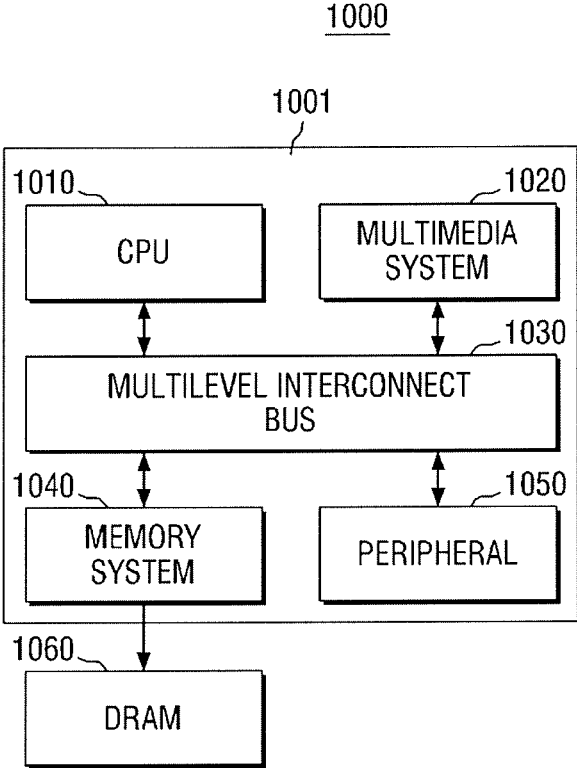 1000
1001
1010
1020
CPU
MULTIMEDIA
SYSTEM
1030
MULTILEVEL INTERCONNECT
BUS
1040
1050
MEMORY
SYSTEM
PERIPHERAL
1060
DRAM